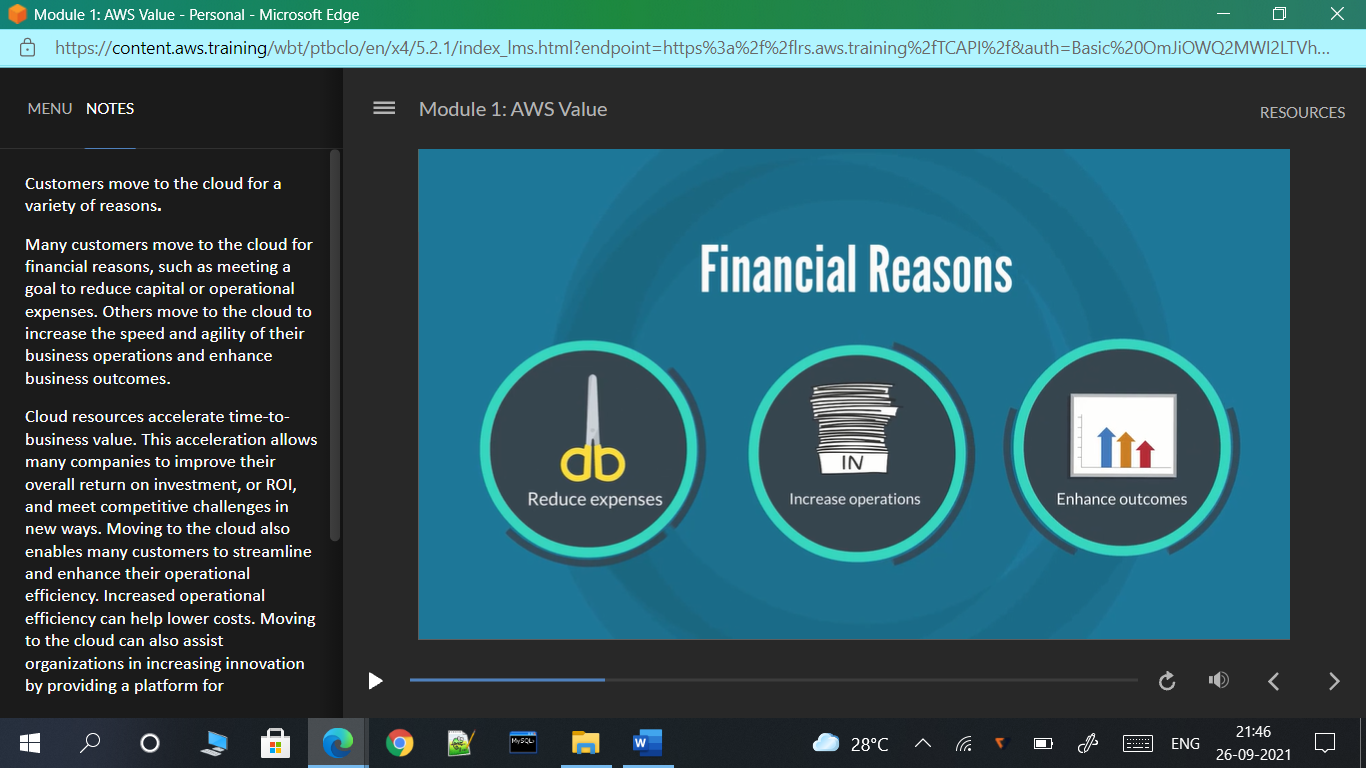 Module 1: AWS Value - Personal - Microsoft Edge
https://content.aws.training/wbt/ptbclo/en/x4/5.2.1/index_lms.html?endpoint=https%3a%2f%2flrs.aws.training%2fTCAPI%2f&auth=Basic%20OmJiOWQ2MWI2LTVh...
MENU NOTES
Module 1: AWS Value
RESOURCES
Customers move to the cloud for a
variety of reasons.
Many customers move to the cloud for
financial reasons, such as meeting a
goal to reduce capital or operational
expenses. Others move to the cloud to
increase the speed and agility of their
business operations and enhance
business outcomes.
Cloud resources accelerate time-to-
business value. This acceleration allows
many companies to improve their
overall return on investment, or ROI,
and meet competitive challenges in
new ways. Moving to the cloud also
enables many customers to streamline
and enhance their operational
efficiency. Increased operational
efficiency can help lower costs. Moving
to the cloud can also assist
organizations in increasing innovation
by providing a platform for
Financial Reasons
Reduce expenses
IN
Increase operations
Enhance outcomes
MySQL
W
28°C
ENG
21:46
26-09-2021